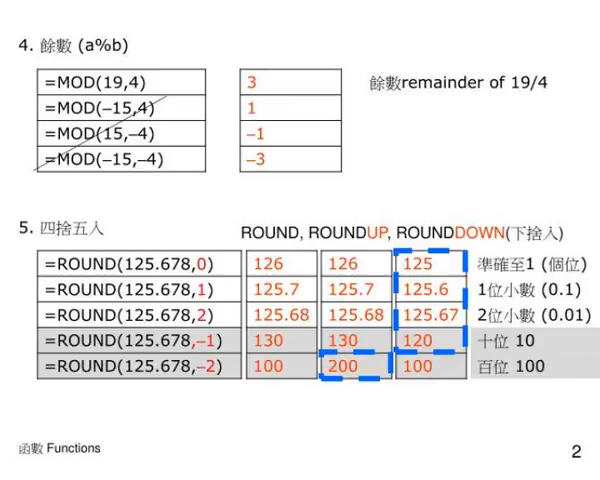 4. 餘數 (a%b)
=MOD(19,4) 3 餘數remainder of 19/4
=MOD(–15,4) 1
=MOD(15,–4) –1
=MOD(–15,–4) –3
5. 四捨五入
ROUND, ROUNDUP, ROUNDDOWN(下捨入)
=ROUND(125.678,0) 126 126 125 準確至1 (個位)
=ROUND(125.678,1) 125.7 125.7 125.6 1位小數 (0.1)
=ROUND(125.678,2) 125.68 125.68 125.67 2位小數 (0.01)
=ROUND(125.678,–1) 130 130 120 十位 10
=ROUND(125.678,–2) 100 200 100 百位 100
函數 Functions 2